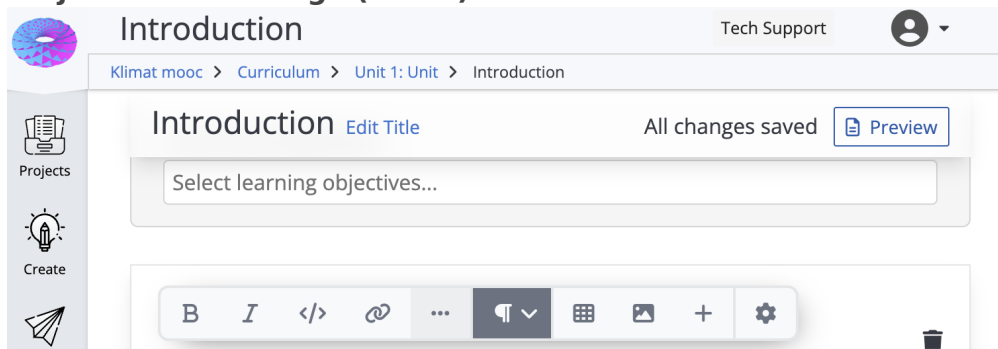 Introduction
Tech Support
Klimat mooc > Curriculum > Unit 1: Unit > Introduction
Introduction Edit Title
All changes saved
Preview
Select learning objectives...
Projects
Create
B I </> ... ¶ +